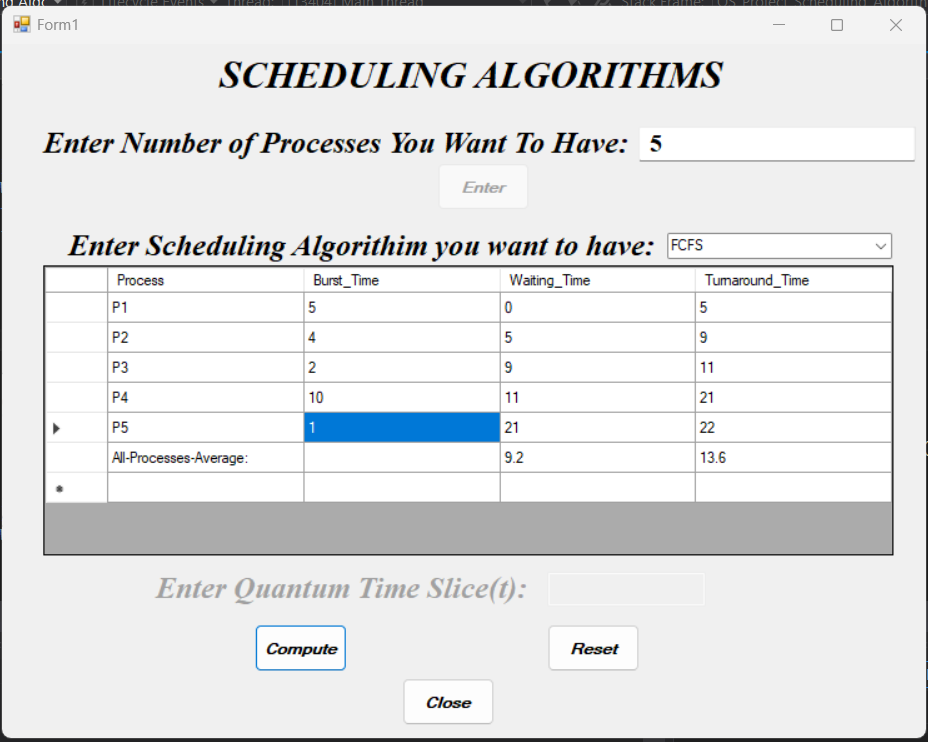 Form1
SCHEDULING ALGORITHMS
Enter Number of Processes You Want To Have: 5
Enter
Enter Scheduling Algorithim you want to have: FCFS
Process Burst_Time Waiting_Time Turnaround_Time
P1 5 0 5
P2 4 5 9
P3 2 9 11
P4 10 11 21
P5 1 21 22
All-Processes-Average: 9.2 13.6
Enter Quantum Time Slice(t):
Compute Reset
Close